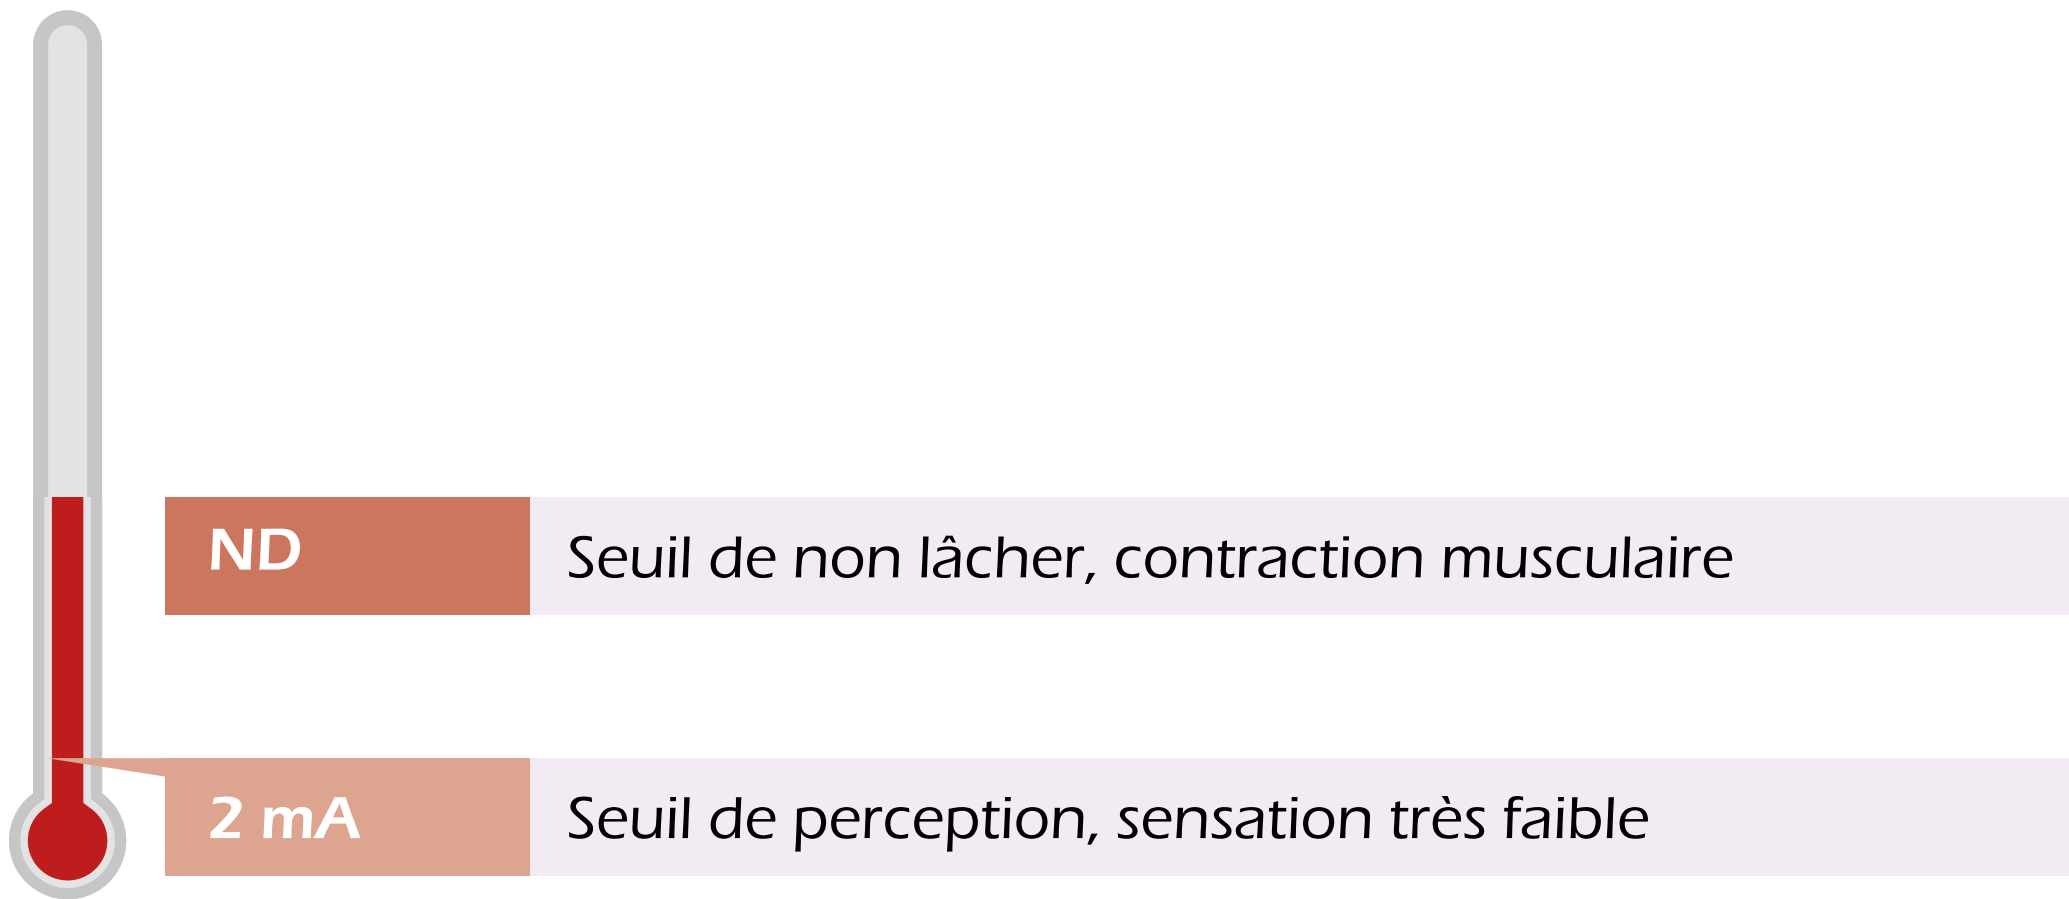 ND Seuil de non lâcher, contraction musculaire
2 mA Seuil de perception, sensation très faible